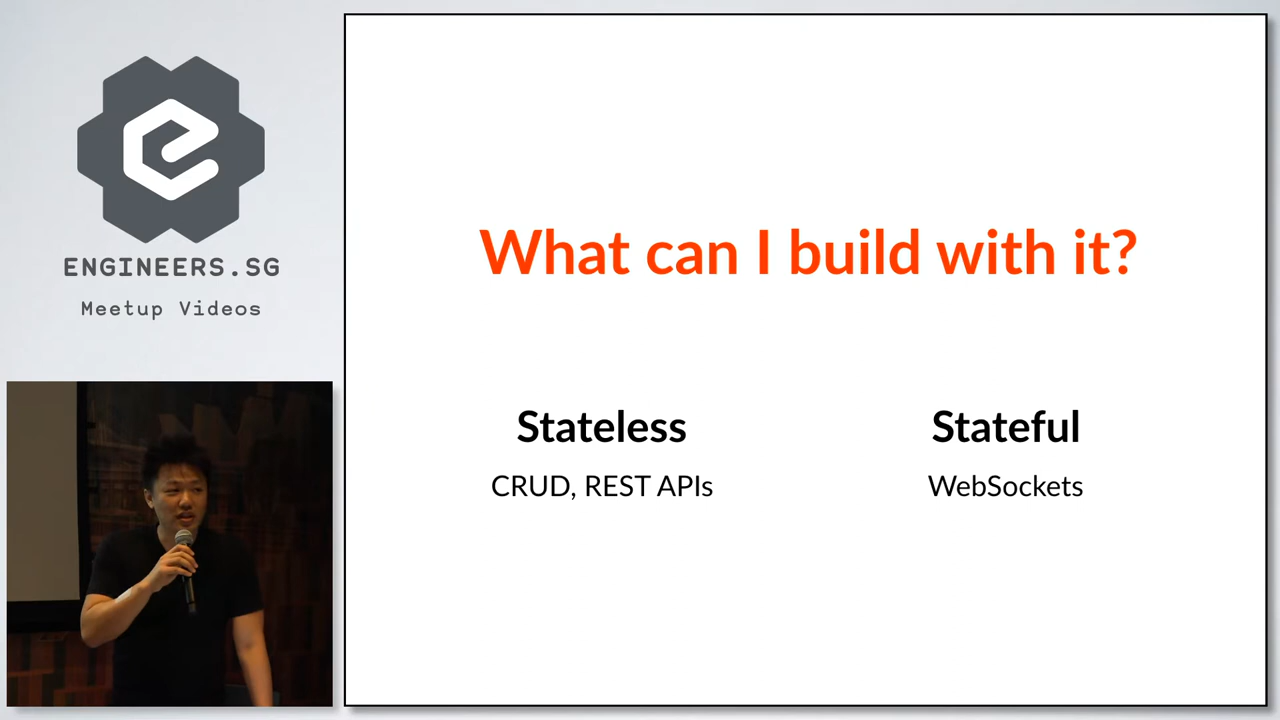 ENGINEERS.SG
Meetup Videos
What can I build with it?
Stateless
CRUD, REST APIs
Stateful
WebSockets